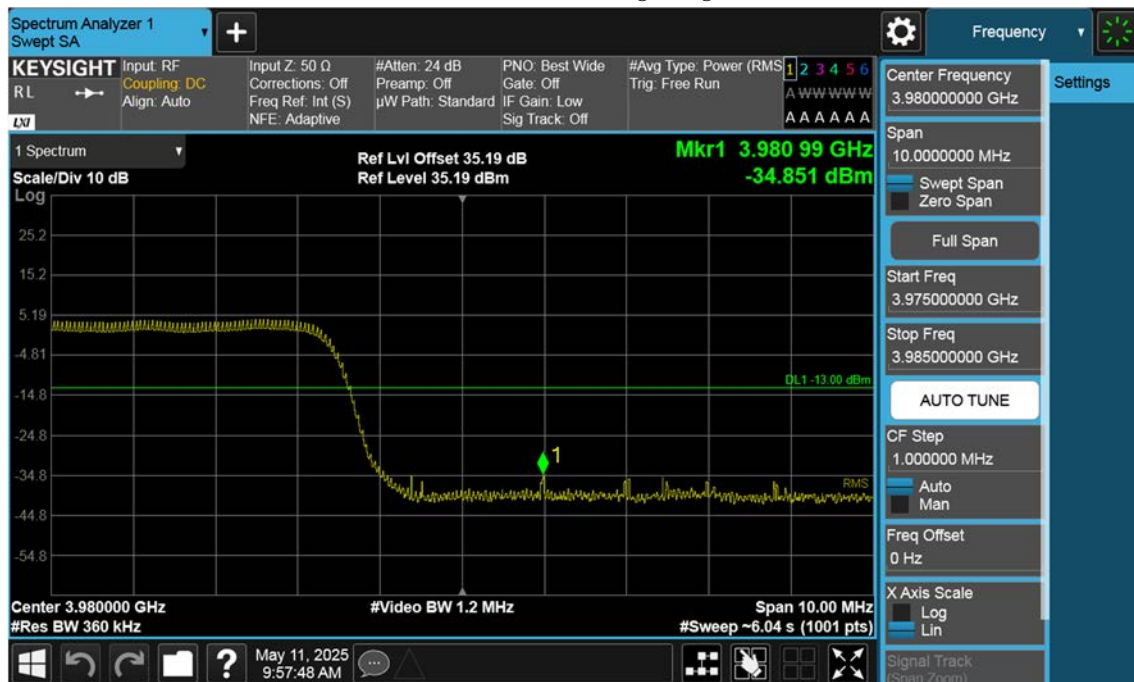 Spectrum Analyzer 1
Swept SA
Frequency
KEYSIGHT
RL
LXI
Input: RF
Coupling: DC
Align: Auto
Input Z: 50 Ω
Corrections: Off
Freq Ref: Int (S)
NFE: Adaptive
#Atten: 24 dB
Preamp: Off
µW Path: Standard
PNO: Best Wide
Gate: Off
IF Gain: Low
Sig Track: Off
#Avg Type: Power (RMS
Trig: Free Run
1 2 3 4 5 6
A W W W W W
A A A A A A
1 Spectrum
Scale/Div 10 dB
Ref Lvl Offset 35.19 dB
Ref Level 35.19 dBm
Mkr1 3.980 99 GHz
-34.851 dBm
Log
25.2
15.2
5.19
-4.81
-14.8
-24.8
-34.8
-44.8
-54.8
DL1 -13.00 dBm
1
RMS
Center 3.980000 GHz
#Res BW 360 kHz
#Video BW 1.2 MHz
Span 10.00 MHz
#Sweep ~6.04 s (1001 pts)
Center Frequency
3.980000000 GHz
Settings
Span
10.0000000 MHz
Swept Span
Zero Span
Full Span
Start Freq
3.975000000 GHz
Stop Freq
3.985000000 GHz
AUTO TUNE
CF Step
1.000000 MHz
Auto
Man
Freq Offset
0 Hz
X Axis Scale
Log
Lin
Signal Track
(Span Zoom)
?
May 11, 2025
9:57:48 AM